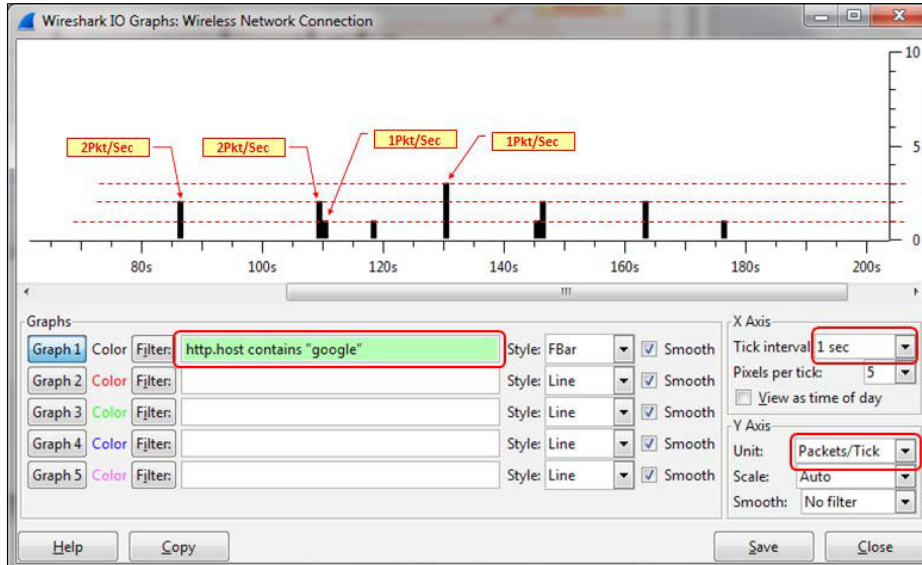 Wireshark IO Graphs: Wireless Network Connection
10
2Pkt/Sec
2Pkt/Sec
1Pkt/Sec
1Pkt/Sec
5
0
80s 100s 120s 140s 160s 180s 200s
Graphs
Graph 1 Color Filter: http.host contains "google" Style: FBar Smooth
Graph 2 Color Filter: Style: Line Smooth
Graph 3 Color Filter: Style: Line Smooth
Graph 4 Color Filter: Style: Line Smooth
Graph 5 Color Filter: Style: Line Smooth
X Axis
Tick interval: 1 sec
Pixels per tick: 5
View as time of day
Y Axis
Unit: Packets/Tick
Scale: Auto
Smooth: No filter
Help Copy Save Close